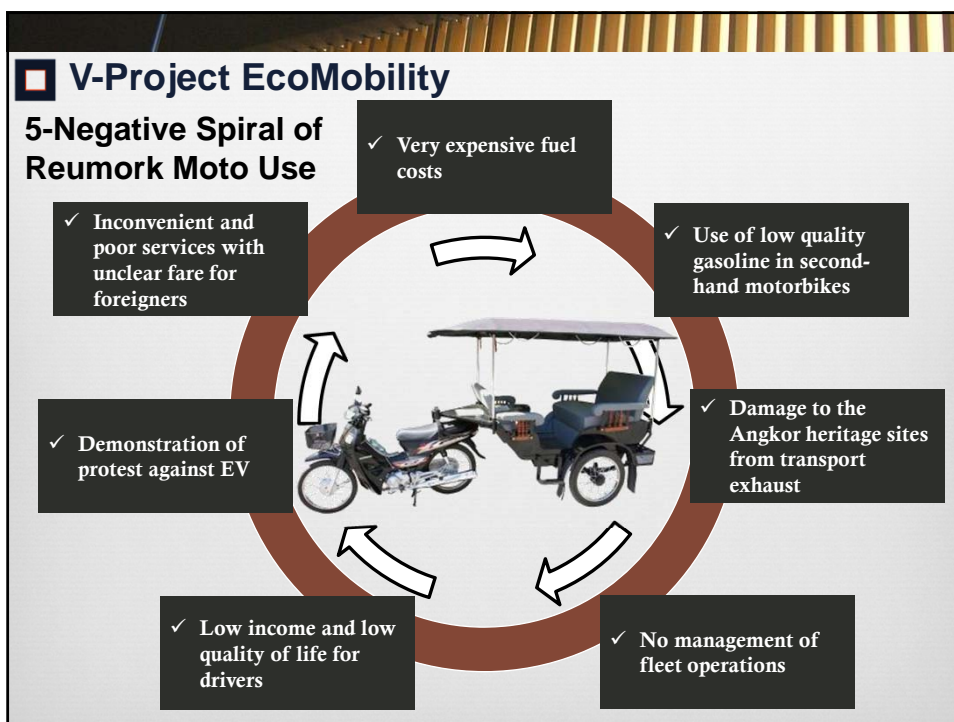 V-Project EcoMobility
5-Negative Spiral of
Reumork Moto Use
✓ Very expensive fuel
costs
✓ Use of low quality
gasoline in second-
hand motorbikes
✓ Damage to the
Angkor heritage sites
from transport
exhaust
✓ No management of
fleet operations
✓ Low income and low
quality of life for
drivers
✓ Demonstration of
protest against EV
✓ Inconvenient and
poor services with
unclear fare for
foreigners